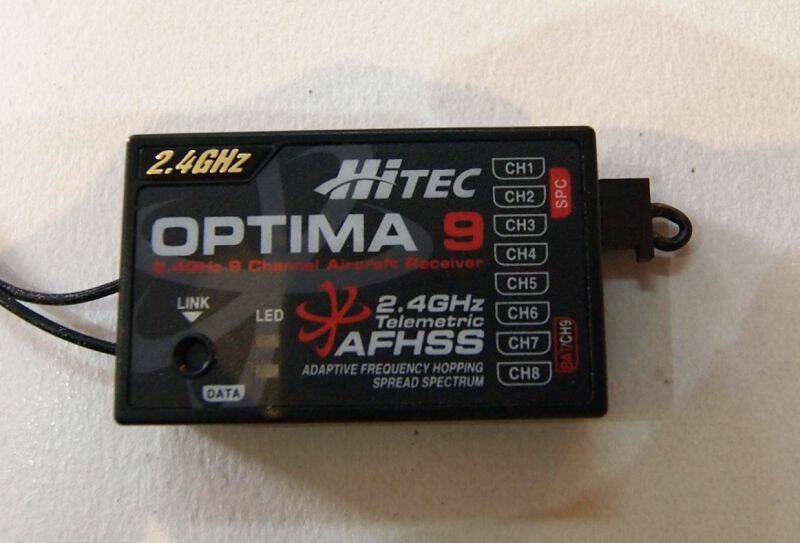 2.4GHz
HiTEC
OPTIMA 9
2.4GHz 9 Channel Aircraft Receiver
LINK
LED
DATA
2.4GHz
Telemetric
AFHSS
ADAPTIVE FREQUENCY HOPPING
SPREAD SPECTRUM
CH1
CH2
CH3
CH4
CH5
CH6
CH7
CH8
SPC
BAT/CH9